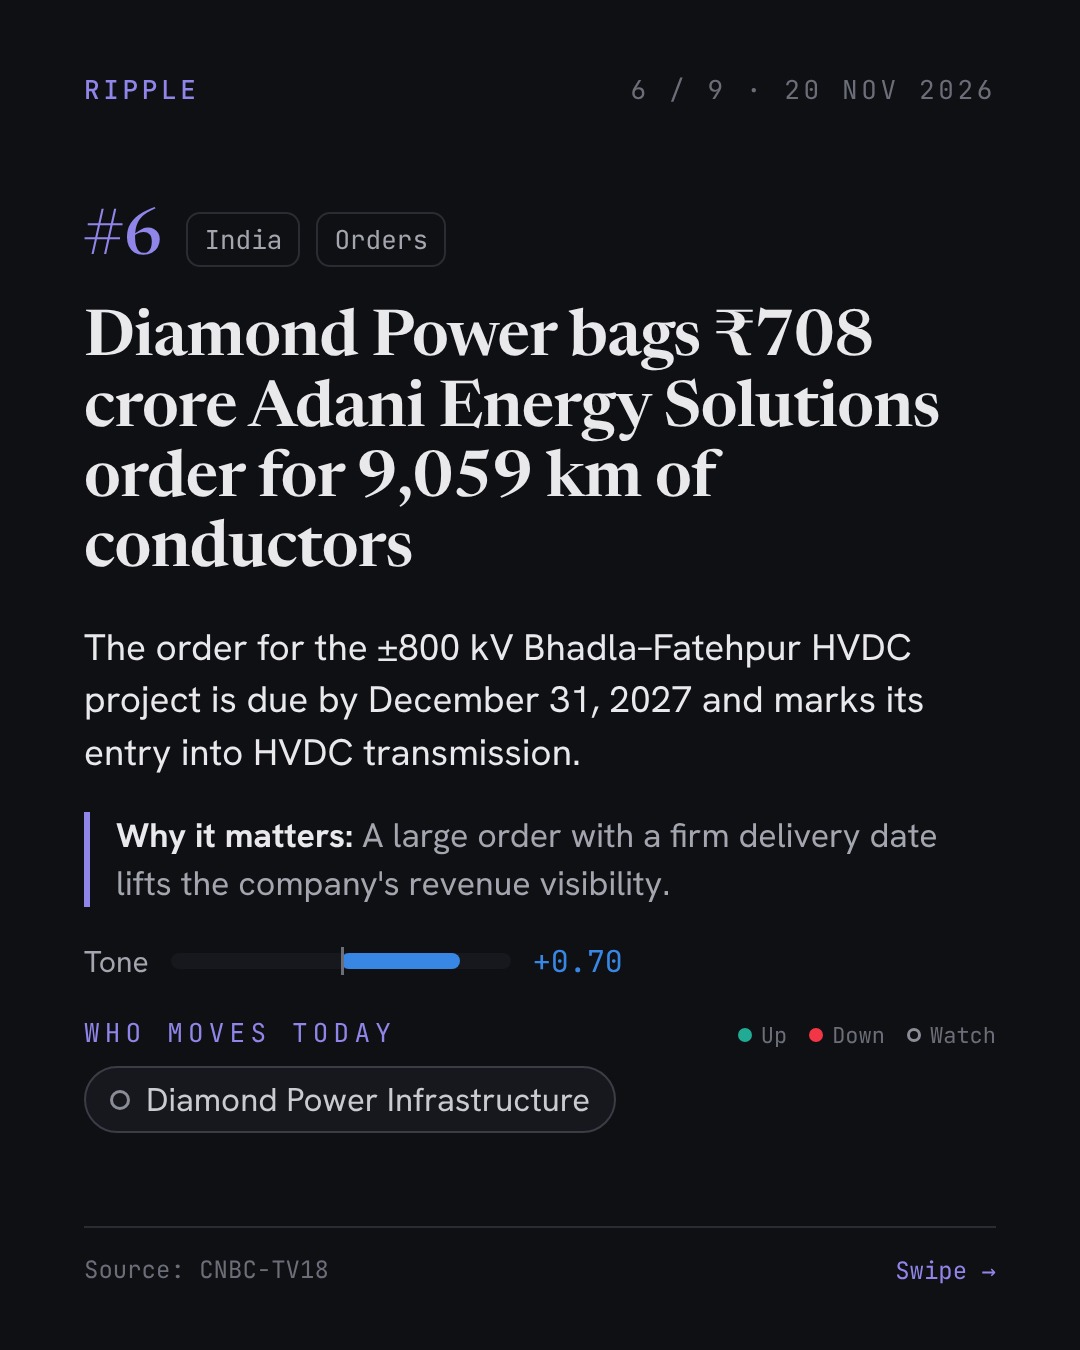 RIPPLE
6 / 9 · 20 NOV 2026
#6
India
Orders
Diamond Power bags ₹708
crore Adani Energy Solutions
order for 9,059 km of
conductors
The order for the ±800 kV Bhadla–Fatehpur HVDC
project is due by December 31, 2027 and marks its
entry into HVDC transmission.
Why it matters: A large order with a firm delivery date
lifts the company's revenue visibility.
Tone
+0.70
WHO MOVES TODAY
Up
Down
Watch
Diamond Power Infrastructure
Source: CNBC-TV18
Swipe →